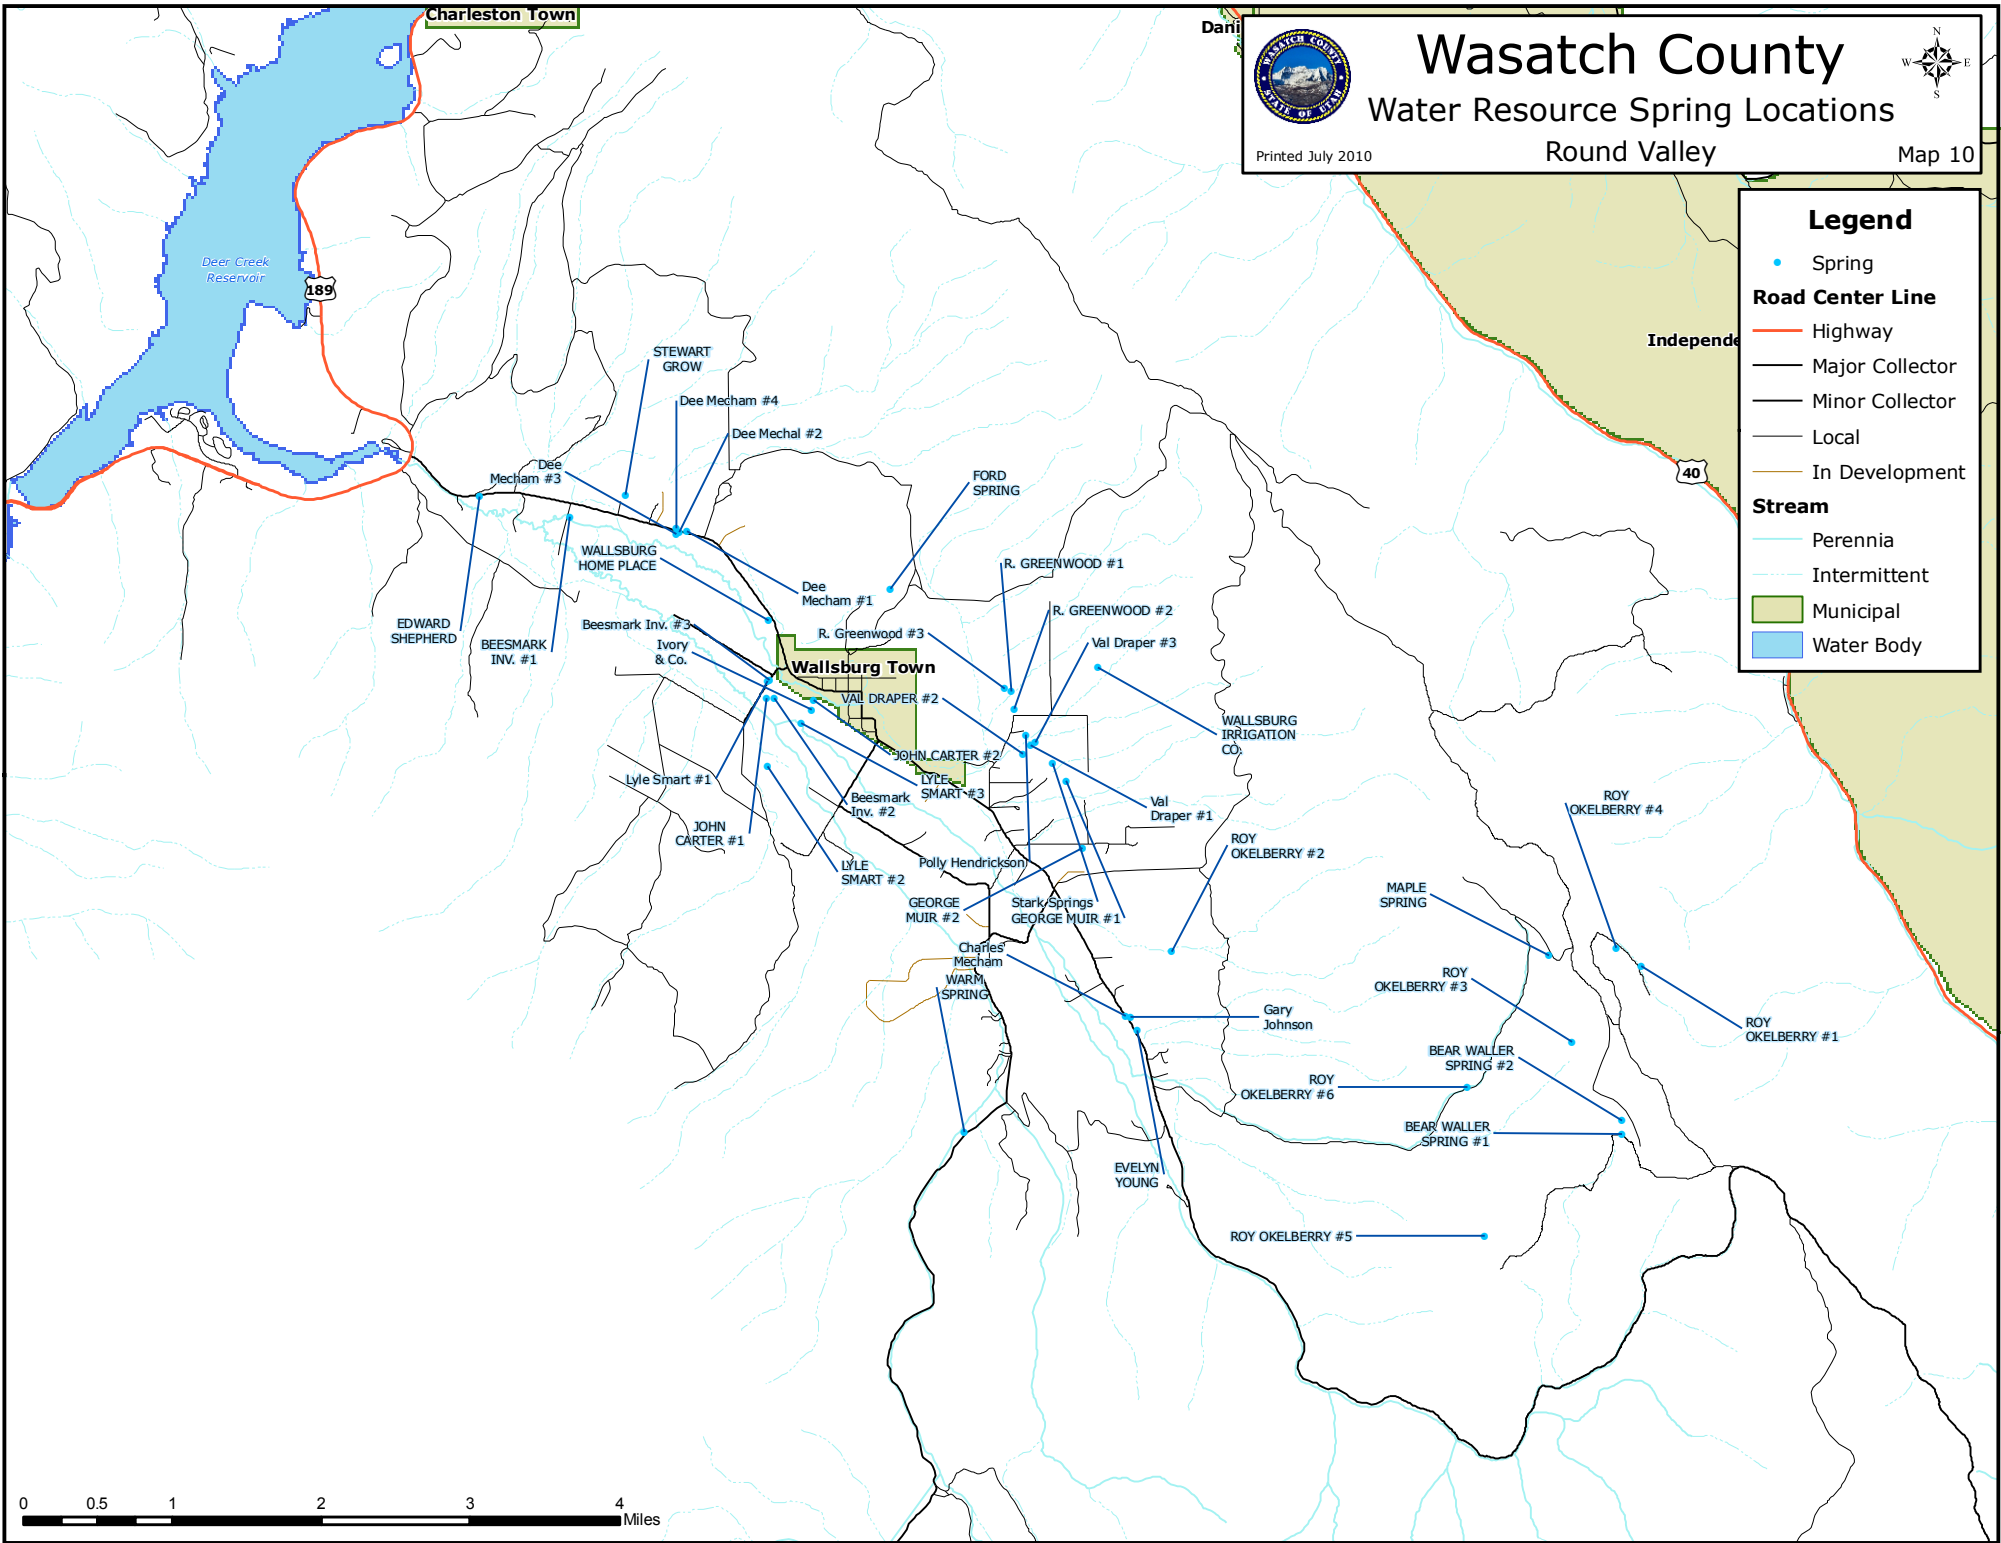 Charleston Town
Dani
WASATCH COUNTY
STATE OF UTAH
Wasatch County
Water Resource Spring Locations
Round Valley
Printed July 2010
Map 10
N
W
E
S
Legend
Spring
Road Center Line
Highway
Major Collector
Minor Collector
Local
In Development
Stream
Perennia
Intermittent
Municipal
Water Body
Deer Creek
Reservoir
189
Independe
40
STEWART
GROW
Dee Mecham #4
Dee Mechal #2
Dee
Mecham #3
FORD
SPRING
WALLSBURG
HOME PLACE
R. GREENWOOD #1
Dee
Mecham #1
R. GREENWOOD #2
EDWARD
SHEPHERD
Beesmark Inv. #3
R. Greenwood #3
Val Draper #3
BEESMARK
INV. #1
Ivory
& Co.
Wallsburg Town
VAL DRAPER #2
WALLSBURG
IRRIGATION
CO.
JOHN CARTER #2
Lyle Smart #1
LYLE
SMART #3
Beesmark
Inv. #2
Val
Draper #1
ROY
OKELBERRY #4
JOHN
CARTER #1
ROY
OKELBERRY #2
Polly Hendrickson
LYLE
SMART #2
MAPLE
SPRING
GEORGE
MUIR #2
Stark Springs
GEORGE MUIR #1
Charles
Mecham
WARM
SPRING
ROY
OKELBERRY #3
Gary
Johnson
ROY
OKELBERRY #1
BEAR WALLER
SPRING #2
ROY
OKELBERRY #6
BEAR WALLER
SPRING #1
EVELYN
YOUNG
ROY OKELBERRY #5
0 0.5 1 2 3 4
Miles